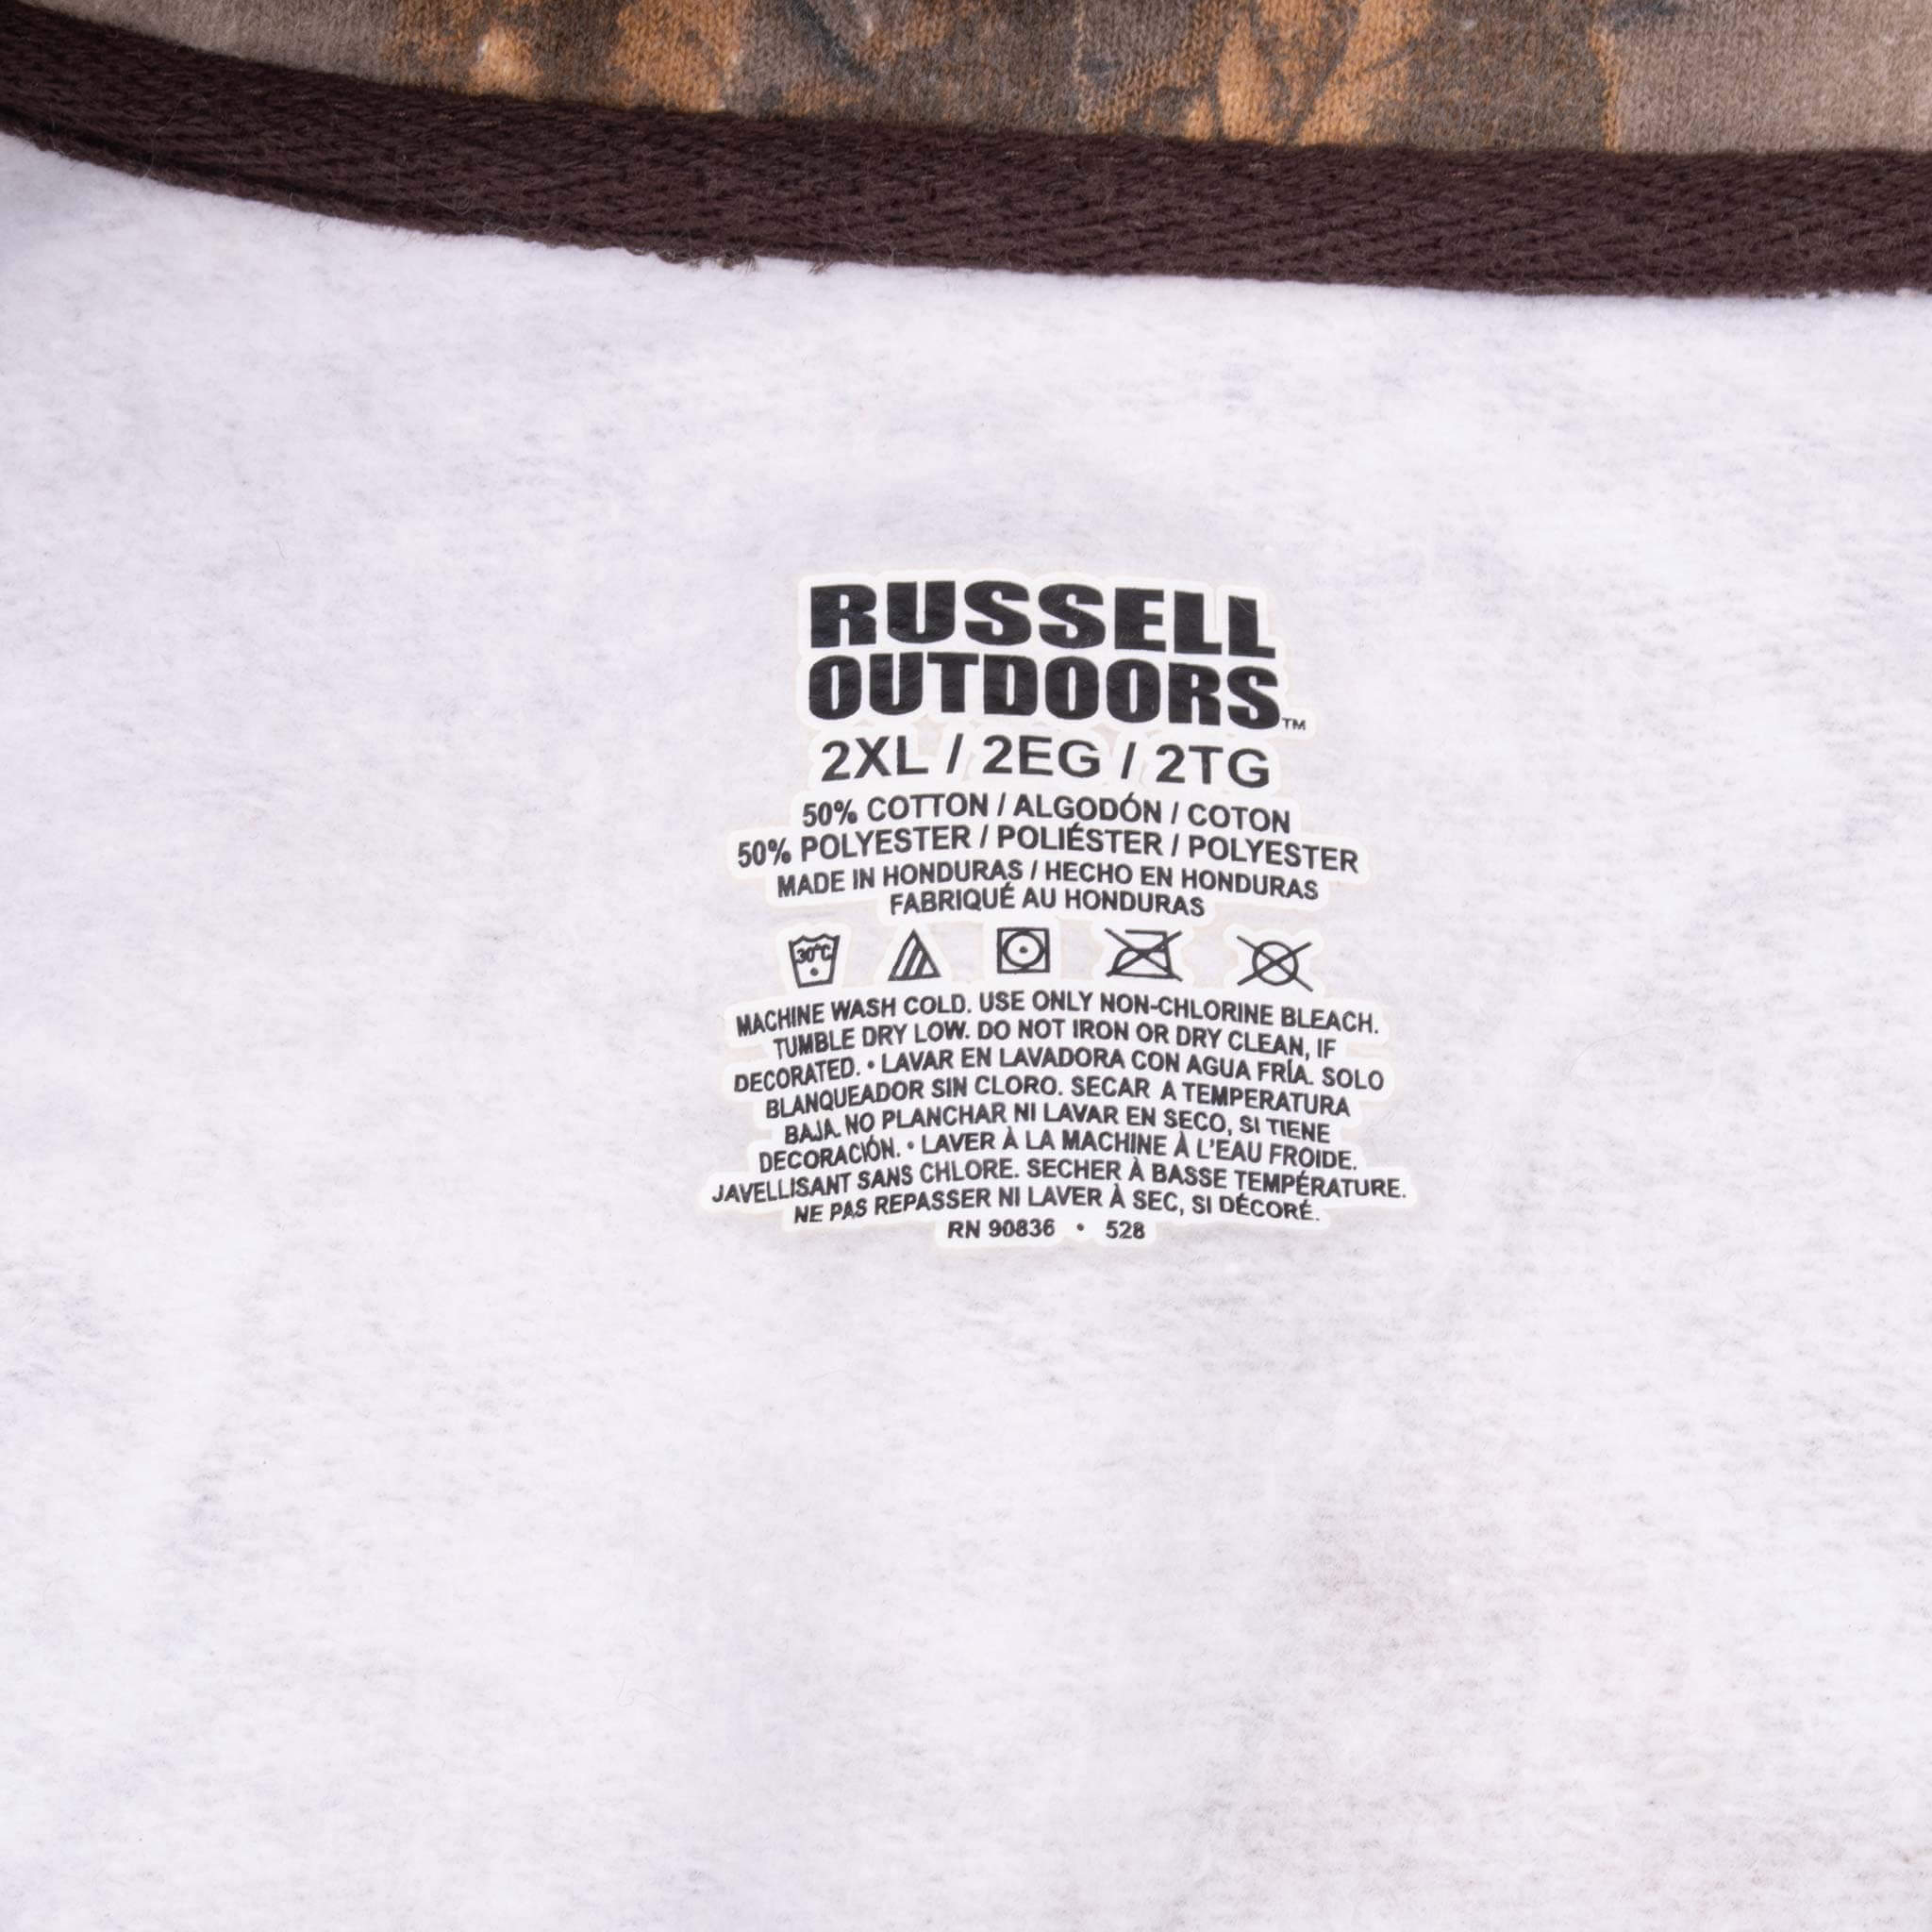 RUSSELL
OUTDOORS™
2XL / 2EG / 2TG
50% COTTON / ALGODÓN / COTON
50% POLYESTER / POLIÉSTER / POLYESTER
MADE IN HONDURAS / HECHO EN HONDURAS
FABRIQUÉ AU HONDURAS
30°C
MACHINE WASH COLD. USE ONLY NON-CHLORINE BLEACH.
TUMBLE DRY LOW. DO NOT IRON OR DRY CLEAN, IF
DECORATED. • LAVAR EN LAVADORA CON AGUA FRÍA. SOLO
BLANQUEADOR SIN CLORO. SECAR A TEMPERATURA
BAJA. NO PLANCHAR NI LAVAR EN SECO, SI TIENE
DECORACIÓN. • LAVER À LA MACHINE À L'EAU FROIDE.
JAVELLISANT SANS CHLORE. SECHER À BASSE TEMPÉRATURE.
NE PAS REPASSER NI LAVER À SEC, SI DÉCORÉ.
RN 90836 • 528